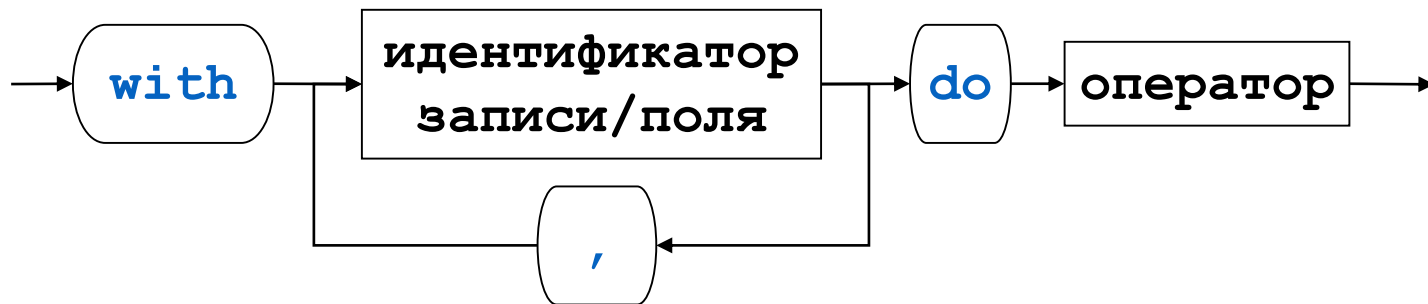 with
идентификатор
записи/поля
do
оператор
,